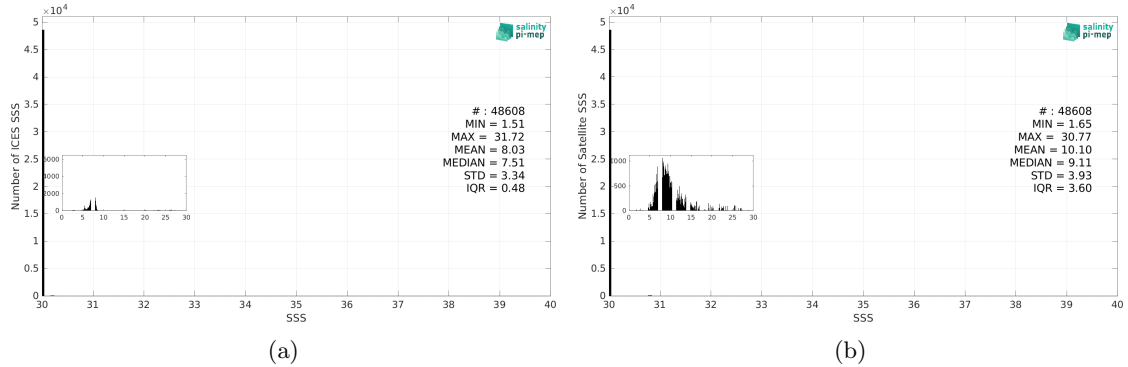 ×10⁴
5
4.5
4
3.5
3
2.5
2
1.5
1
0.5
0
Number of ICES SSS
salinity
pi-mep
# : 48608
MIN = 1.51
MAX = 31.72
MEAN = 8.03
MEDIAN = 7.51
STD = 3.34
IQR = 0.48
6000
4000
2000
0
0 5 10 15 20 25 30
30 31 32 33 34 35 36 37 38 39 40
SSS
(a)
×10⁴
5
4.5
4
3.5
3
2.5
2
1.5
1
0.5
0
Number of Satellite SSS
salinity
pi-mep
# : 48608
MIN = 1.65
MAX = 30.77
MEAN = 10.10
MEDIAN = 9.11
STD = 3.93
IQR = 3.60
1000
500
0
0 5 10 15 20 25 30
30 31 32 33 34 35 36 37 38 39 40
SSS
(b)